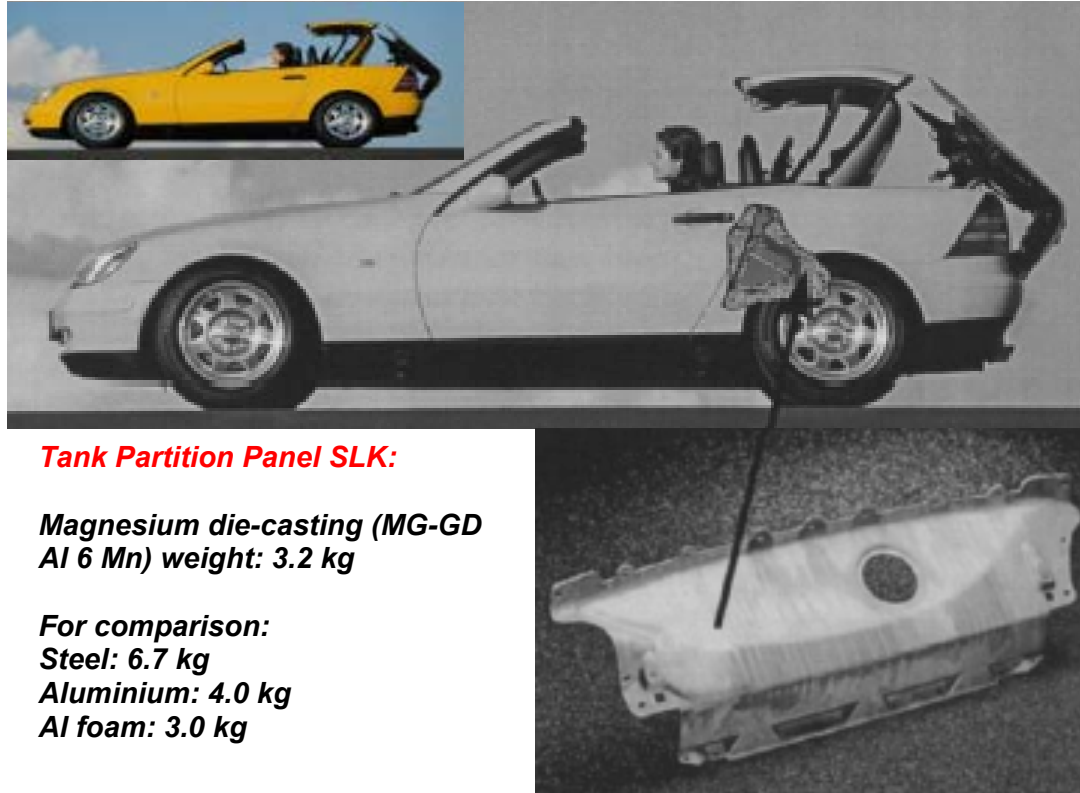 Tank Partition Panel SLK:
Magnesium die-casting (MG-GD
Al 6 Mn) weight: 3.2 kg
For comparison:
Steel: 6.7 kg
Aluminium: 4.0 kg
Al foam: 3.0 kg